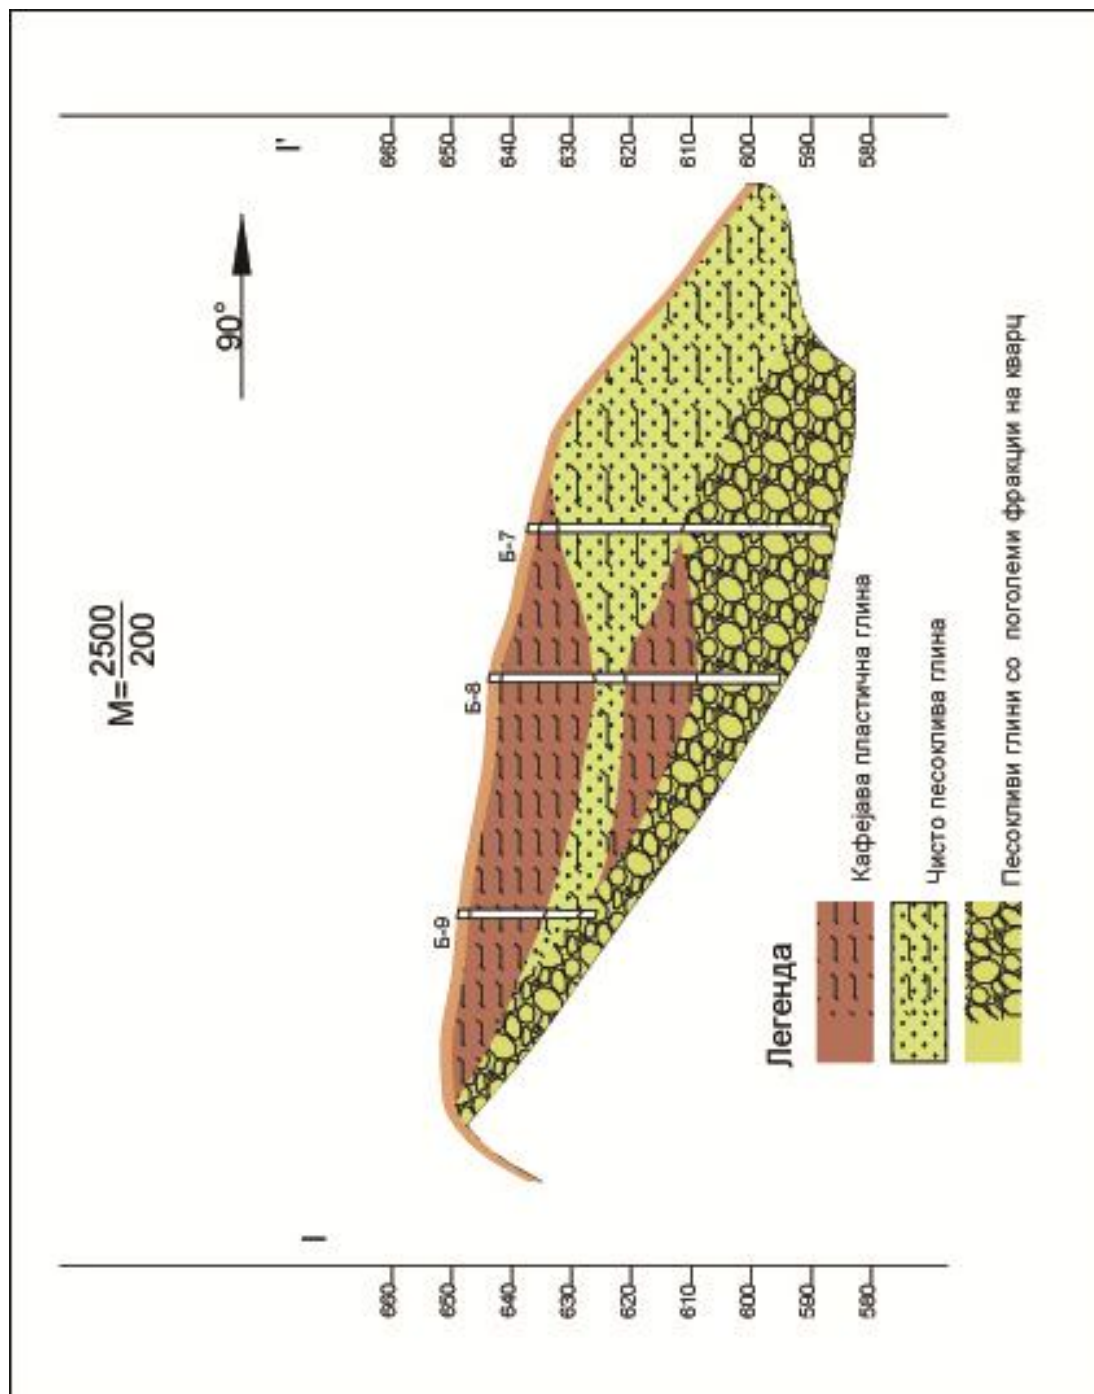 M=2500
200
90°
I
I'
660
650
640
630
620
610
600
590
580
660
650
640
630
620
610
600
590
580
Б-9
Б-8
Б-7
Легенда
Кафејава пластична глина
Чисто песоклива глина
Песокливи глини со поголеми фракции на кварц